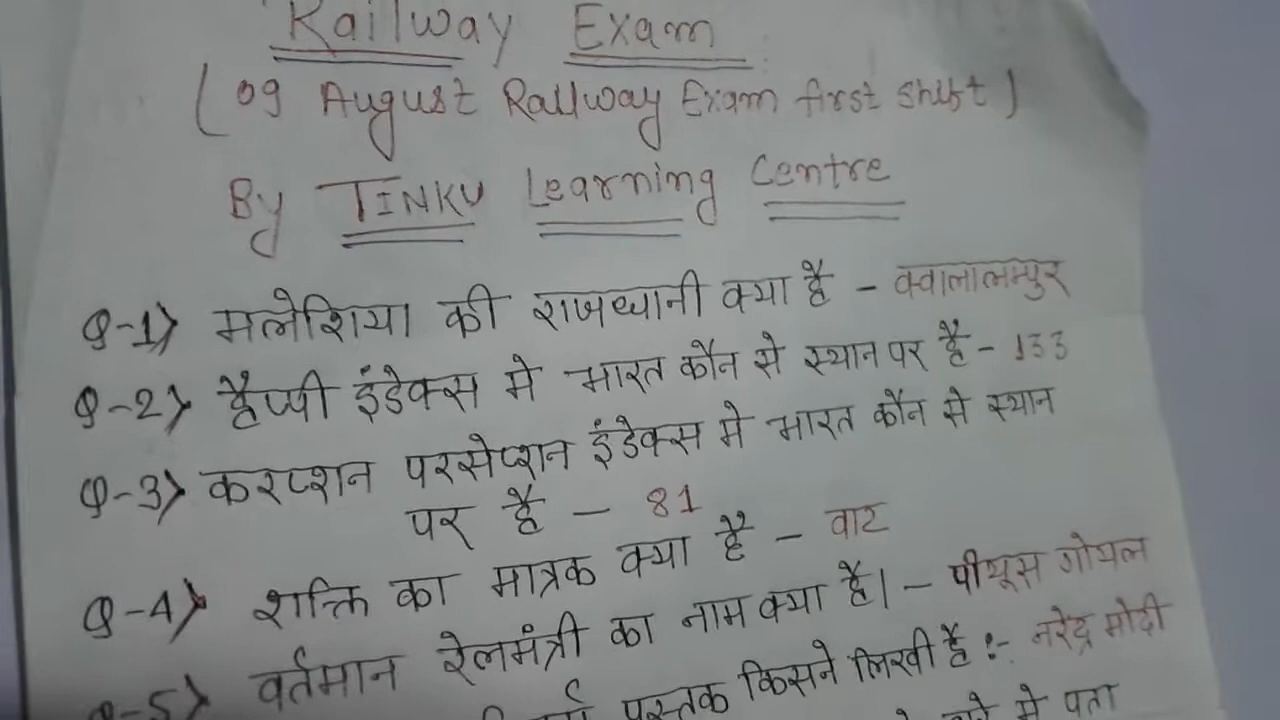 Railway Exam
(09 August Railway Exam first shift)
By TINKU Learning Centre
Q-1) मलेशिया की राजधानी क्या है - क्वालालम्पुर
Q-2) हैप्पी इंडेक्स मे भारत कौन से स्थान पर है - 133
Q-3) करप्शन परसेप्शन इंडेक्स मे भारत कौन से स्थान
पर है - 81
Q-4) शक्ति का मात्रक क्या है - वाट
Q-5) वर्तमान रेलमंत्री का नाम क्या है। - पीयूस गोयल
पुस्तक किसने लिखी है :- नरेंद्र मोदी
मे पता